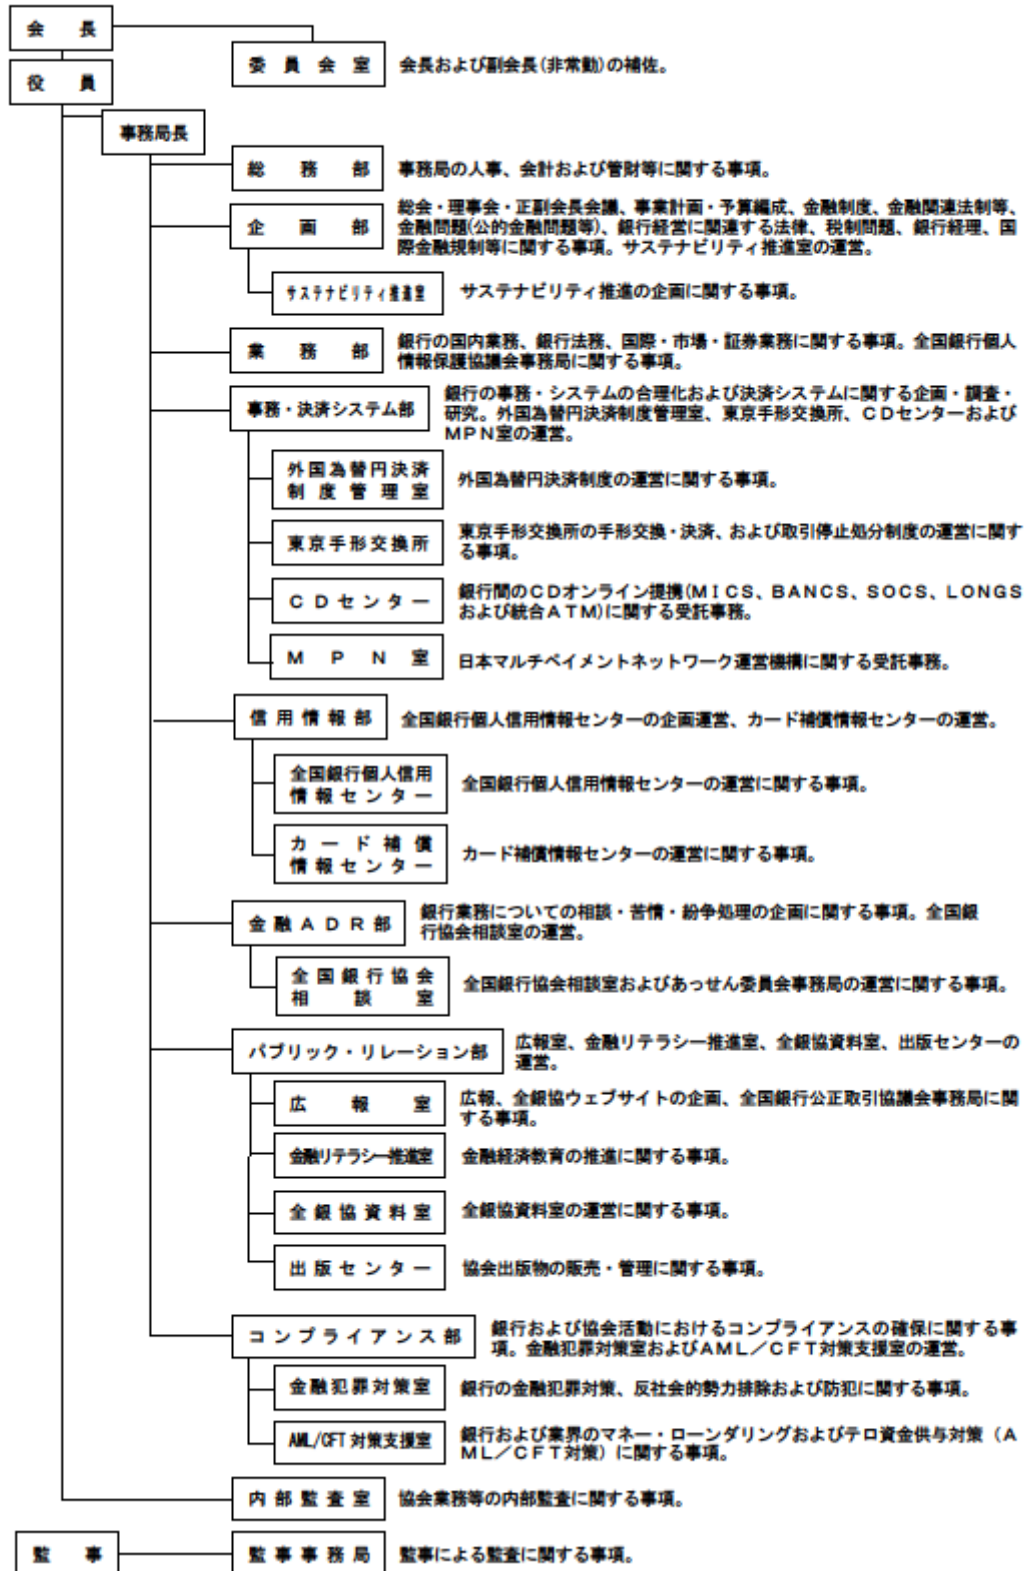 会長
委員会室
会長および副会長(非常勤)の補佐。
役員
事務局長
総務部
事務局の人事、会計および管財等に関する事項。
企画部
総会・理事会・正副会長会議、事業計画・予算編成、金融制度、金融関連法制等、
金融問題(公的金融問題等)、銀行経営に関連する法律、税制問題、銀行経理、国
際金融規制等に関する事項。サステナビリティ推進室の運営。
サステナビリティ推進室
サステナビリティ推進の企画に関する事項。
業務部
銀行の国内業務、銀行法務、国際・市場・証券業務に関する事項。全国銀行個人
情報保護協議会事務局に関する事項。
事務・決済システム部
銀行の事務・システムの合理化および決済システムに関する企画・調査・
研究。外国為替円決済制度管理室、東京手形交換所、CDセンターおよび
MPN室の運営。
外国為替円決済
制度管理室
外国為替円決済制度の運営に関する事項。
東京手形交換所
東京手形交換所の手形交換・決済、および取引停止処分制度の運営に関す
る事項。
CDセンター
銀行間のCDオンライン提携(MICS、BANCS、SOCS、LONGS
および統合ATM)に関する受託事務。
MPN室
日本マルチペイメントネットワーク運営機構に関する受託事務。
信用情報部
全国銀行個人信用情報センターの企画運営、カード補償情報センターの運営。
全国銀行個人信用
情報センター
全国銀行個人信用情報センターの運営に関する事項。
カード補償
情報センター
カード補償情報センターの運営に関する事項。
金融ADR部
銀行業務についての相談・苦情・紛争処理の企画に関する事項。全国銀
行協会相談室の運営。
全国銀行協会
相談室
全国銀行協会相談室およびあっせん委員会事務局の運営に関する事項。
パブリック・リレーション部
広報室、金融リテラシー推進室、全銀協資料室、出版センターの
運営。
広報室
広報、全銀協ウェブサイトの企画、全国銀行公正取引協議会事務局に関
する事項。
金融リテラシー推進室
金融経済教育の推進に関する事項。
全銀協資料室
全銀協資料室の運営に関する事項。
出版センター
協会出版物の販売・管理に関する事項。
コンプライアンス部
銀行および協会活動におけるコンプライアンスの確保に関する事
項。金融犯罪対策室およびAML/CFT対策支援室の運営。
金融犯罪対策室
銀行の金融犯罪対策、反社会的勢力排除および防犯に関する事項。
AML/CFT対策支援室
銀行および業界のマネー・ローンダリングおよびテロ資金供与対策(A
ML/CFT対策)に関する事項。
内部監査室
協会業務等の内部監査に関する事項。
監事
監事事務局
監事による監査に関する事項。